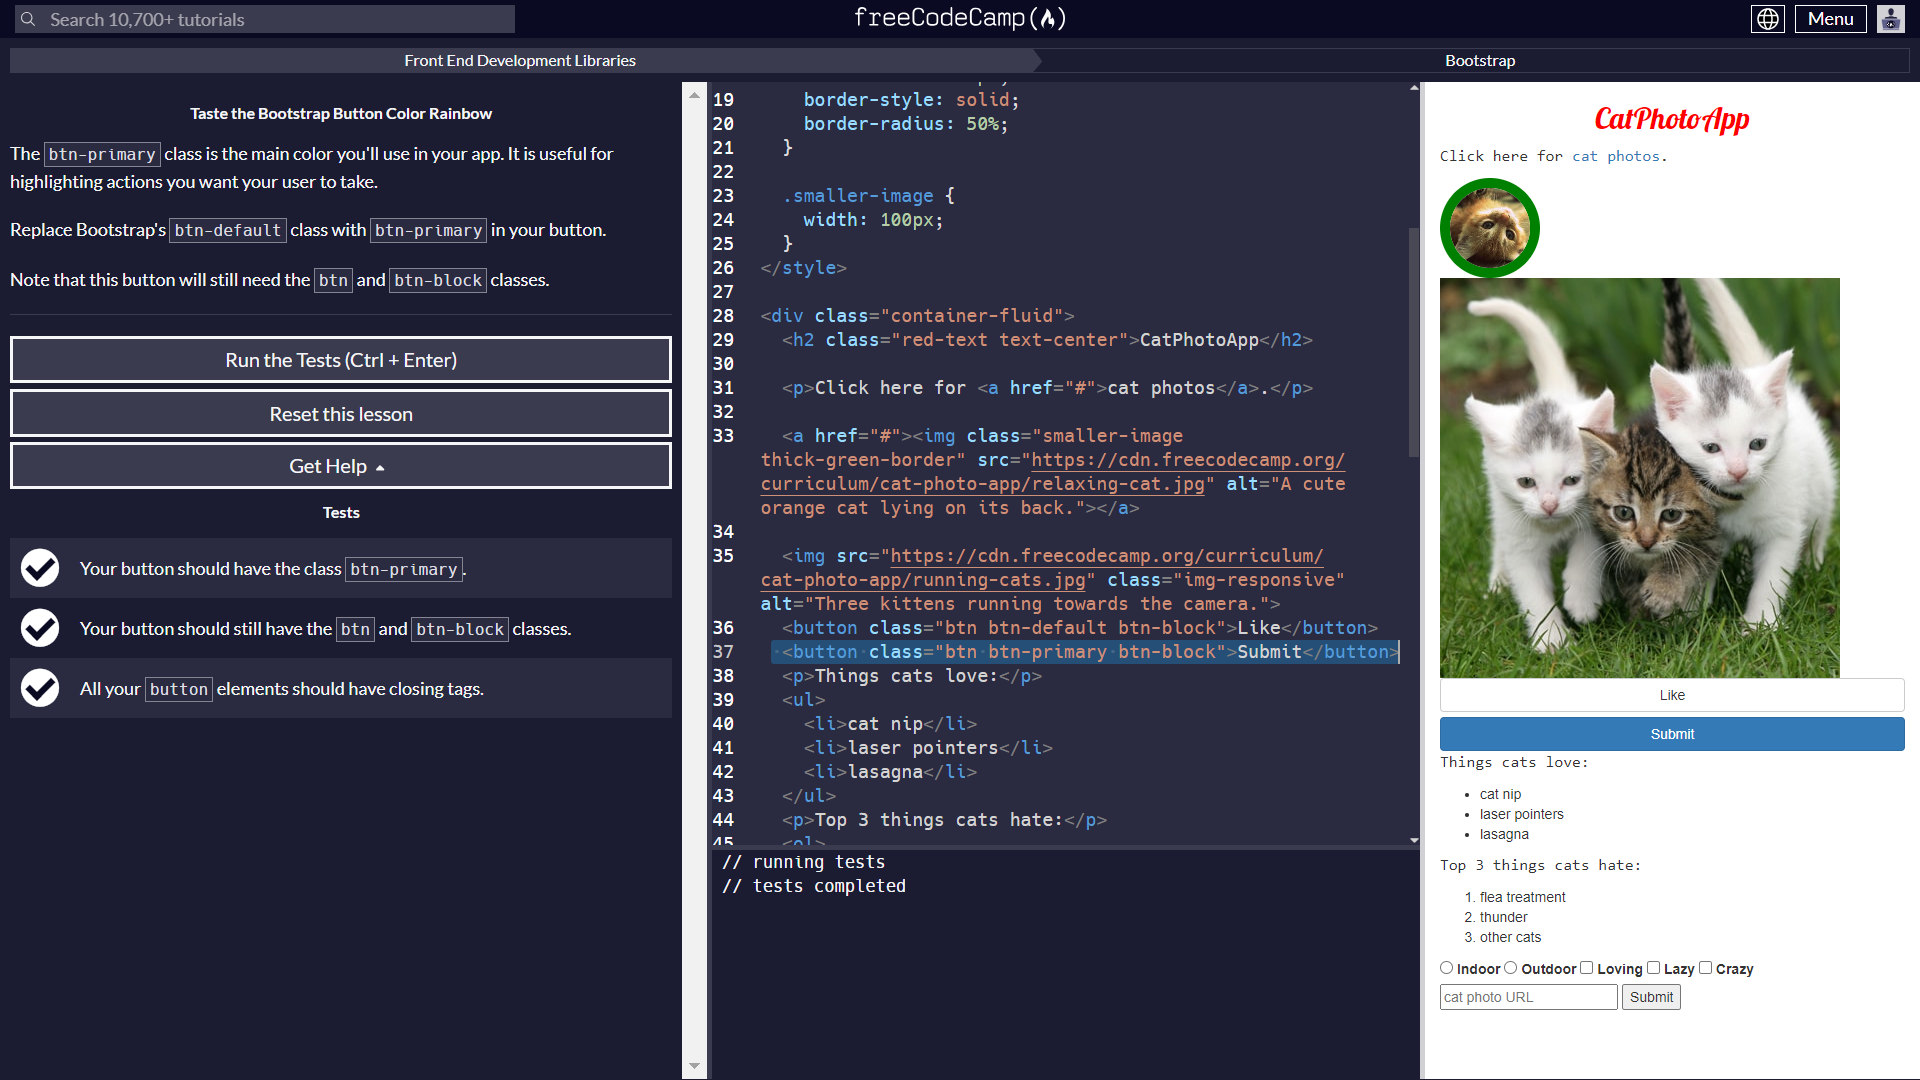 Search 10,700+ tutorials
freeCodeCamp
Menu
Front End Development Libraries
Bootstrap
Taste the Bootstrap Button Color Rainbow
The btn-primary class is the main color you'll use in your app. It is useful for
highlighting actions you want your user to take.
Replace Bootstrap's btn-default class with btn-primary in your button.
Note that this button will still need the btn and btn-block classes.
Run the Tests (Ctrl + Enter)
Reset this lesson
Get Help
Tests
Your button should have the class btn-primary.
Your button should still have the btn and btn-block classes.
All your button elements should have closing tags.
19 border-style: solid;
20 border-radius: 50%;
21 }
22
23 .smaller-image {
24 width: 100px;
25 }
26 </style>
27
28 <div class="container-fluid">
29 <h2 class="red-text text-center">CatPhotoApp</h2>
30
31 <p>Click here for <a href="#">cat photos</a>.</p>
32
33 <a href="#"><img class="smaller-image
thick-green-border" src="https://cdn.freecodecamp.org/
curriculum/cat-photo-app/relaxing-cat.jpg" alt="A cute
orange cat lying on its back."></a>
34
35 <img src="https://cdn.freecodecamp.org/curriculum/
cat-photo-app/running-cats.jpg" class="img-responsive"
alt="Three kittens running towards the camera.">
36 <button class="btn btn-default btn-block">Like</button>
37 <button class="btn btn-primary btn-block">Submit</button>
38 <p>Things cats love:</p>
39 <ul>
40 <li>cat nip</li>
41 <li>laser pointers</li>
42 <li>lasagna</li>
43 </ul>
44 <p>Top 3 things cats hate:</p>
45 <ol>
// running tests
// tests completed
CatPhotoApp
Click here for cat photos.
Like
Submit
Things cats love:
• cat nip
• laser pointers
• lasagna
Top 3 things cats hate:
1. flea treatment
2. thunder
3. other cats
Indoor Outdoor Loving Lazy Crazy
cat photo URL Submit